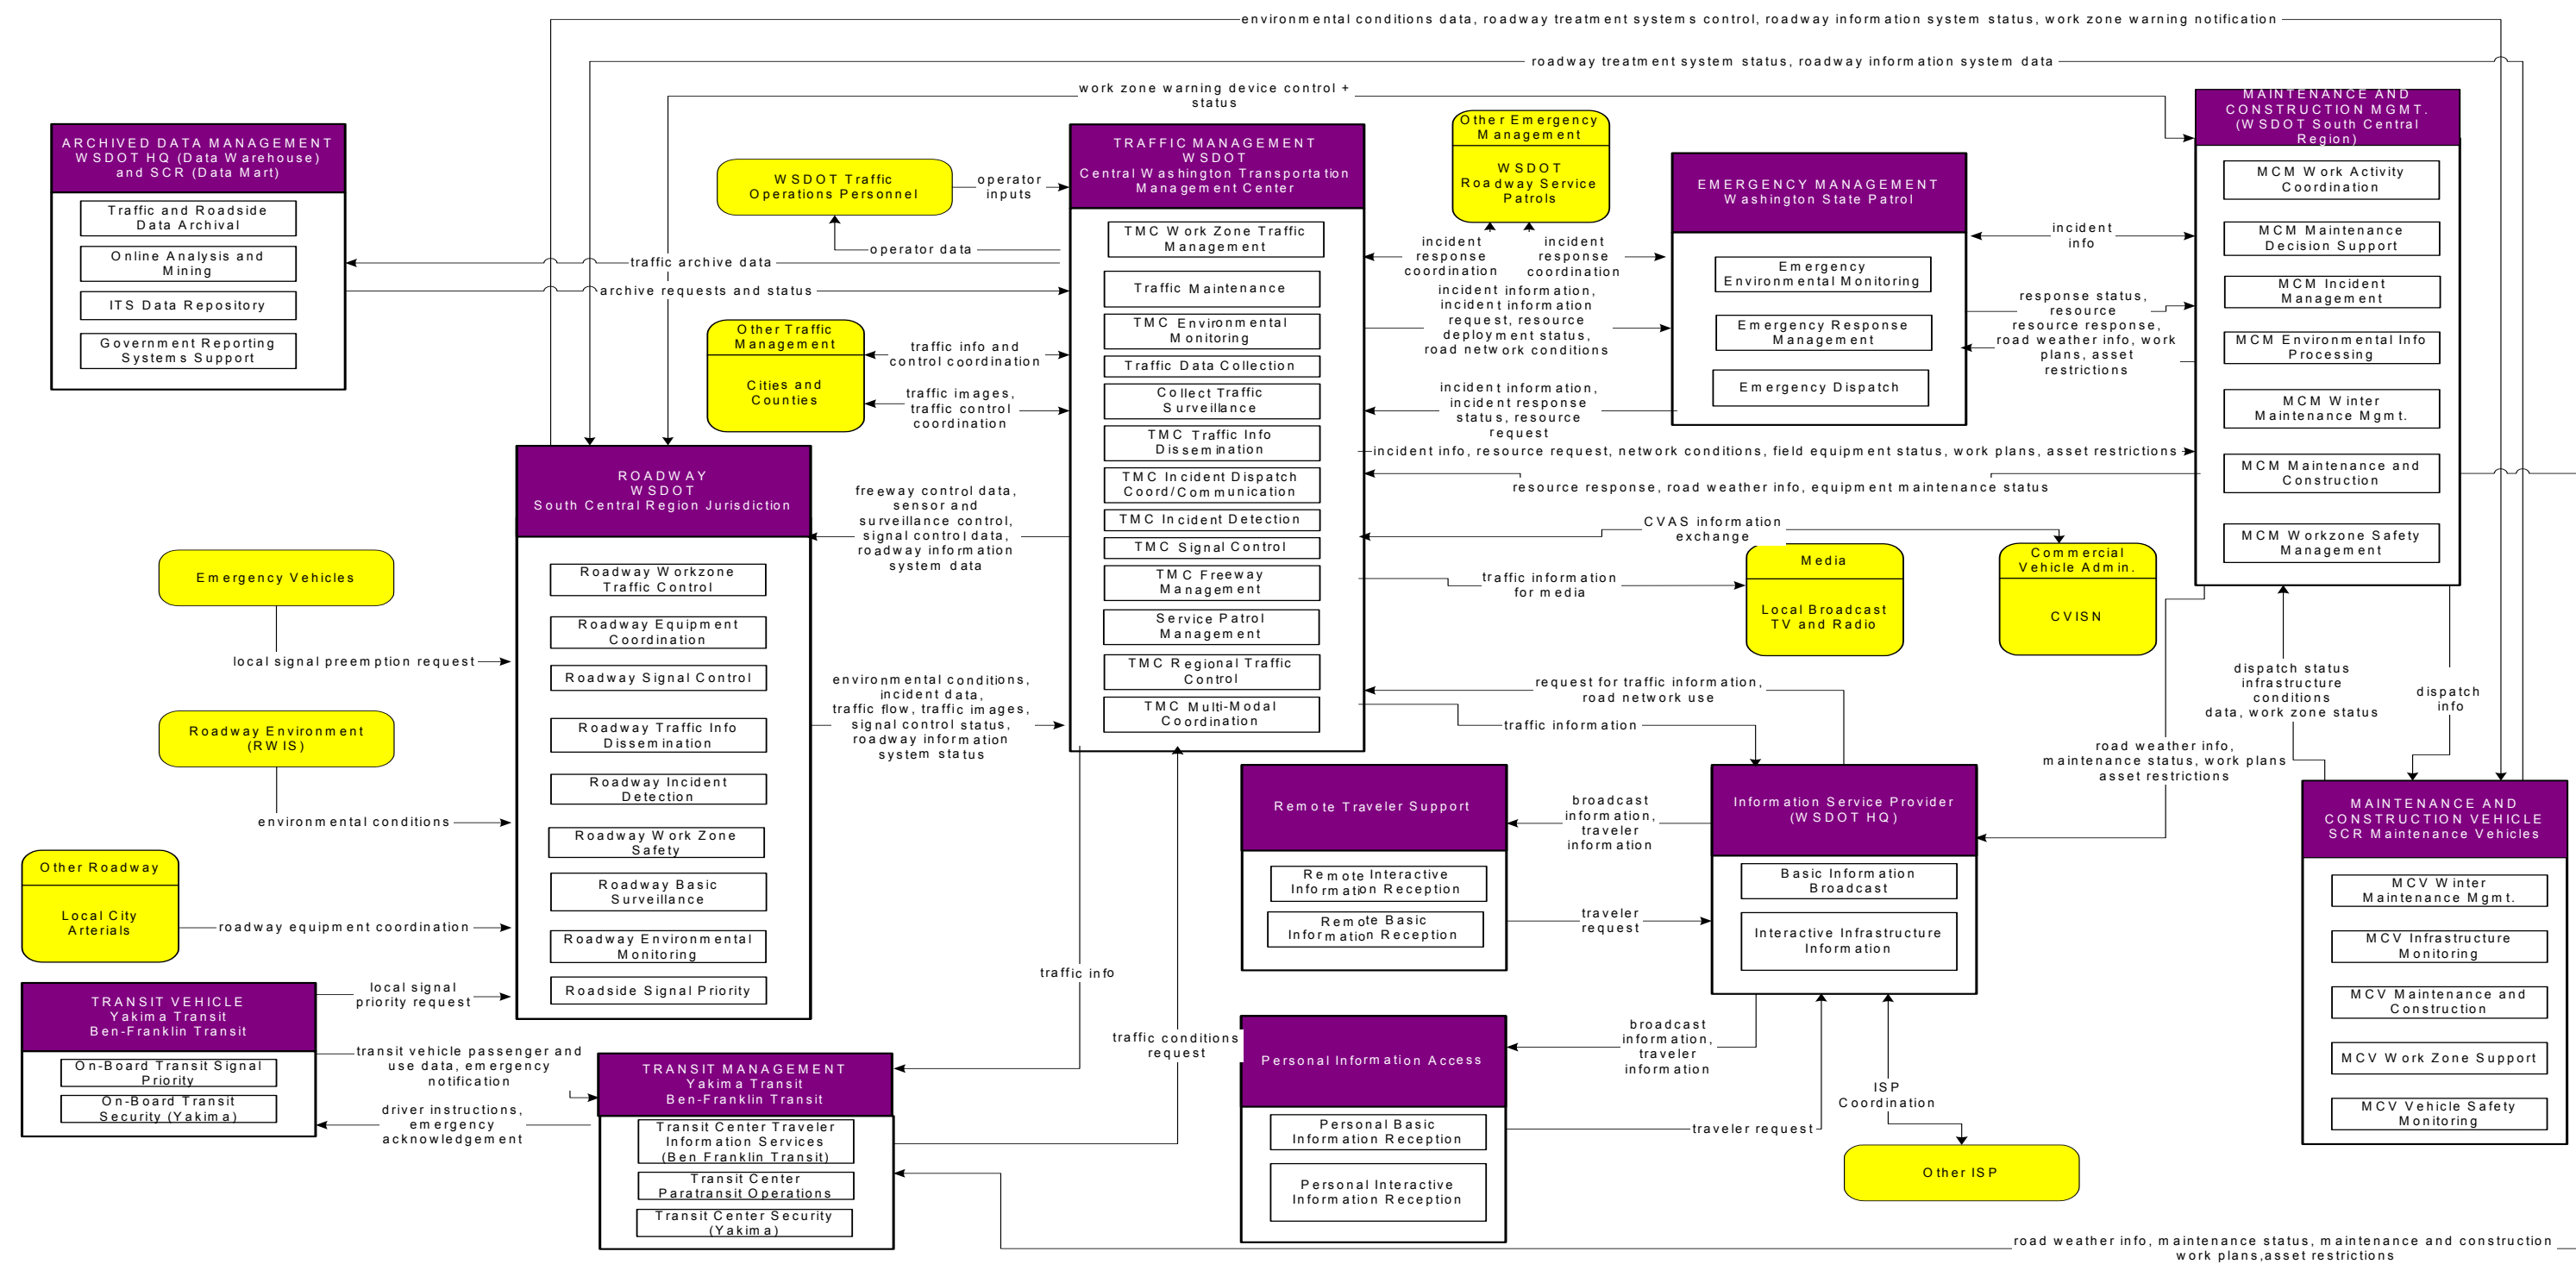 environmental conditions data, roadway treatment systems control, roadway information system status, work zone warning notification
roadway treatment system status, roadway information system data
work zone warning device control +
status
ARCHIVED DATA MANAGEMENT
WSDOT HQ (Data Warehouse)
and SCR (Data Mart)
Traffic and Roadside
Data Archival
Online Analysis and
Mining
ITS Data Repository
Government Reporting
Systems Support
WSDOT Traffic
Operations Personnel
operator
inputs
operator data
traffic archive data
archive requests and status
Other Traffic
Management
Cities and
Counties
traffic info and
control coordination
traffic images,
traffic control
coordination
TRAFFIC MANAGEMENT
WSDOT
Central Washington Transportation
Management Center
TMC Work Zone Traffic
Management
Traffic Maintenance
TMC Environmental
Monitoring
Traffic Data Collection
Collect Traffic
Surveillance
TMC Traffic Info
Dissemination
TMC Incident Dispatch
Coord/Communication
TMC Incident Detection
TMC Signal Control
TMC Freeway
Management
Service Patrol
Management
TMC Regional Traffic
Control
TMC Multi-Modal
Coordination
Other Emergency
Management
WSDOT
Roadway Service
Patrols
incident
response
coordination
incident
response
coordination
incident information,
incident information
request, resource
deployment status,
road network conditions
incident information,
incident response
status, resource
request
EMERGENCY MANAGEMENT
Washington State Patrol
Emergency
Environmental Monitoring
Emergency Response
Management
Emergency Dispatch
incident
info
response status,
resource
resource response,
road weather info, work
plans, asset
restrictions
MAINTENANCE AND
CONSTRUCTION MGMT.
(WSDOT South Central
Region)
MCM Work Activity
Coordination
MCM Maintenance
Decision Support
MCM Incident
Management
MCM Environmental Info
Processing
MCM Winter
Maintenance Mgmt.
MCM Maintenance and
Construction
MCM Workzone Safety
Management
incident info, resource request, network conditions, field equipment status, work plans, asset restrictions
resource response, road weather info, equipment maintenance status
CVAS information
exchange
traffic information
for media
Media
Local Broadcast
TV and Radio
Commercial
Vehicle Admin.
CVISN
request for traffic information,
road network use
traffic information
ROADWAY
WSDOT
South Central Region Jurisdiction
Roadway Workzone
Traffic Control
Roadway Equipment
Coordination
Roadway Signal Control
Roadway Traffic Info
Dissemination
Roadway Incident
Detection
Roadway Work Zone
Safety
Roadway Basic
Surveillance
Roadway Environmental
Monitoring
Roadside Signal Priority
freeway control data,
sensor and
surveillance control,
signal control data,
roadway information
system data
environmental conditions,
incident data,
traffic flow, traffic images,
signal control status,
roadway information
system status
Emergency Vehicles
local signal preemption request
Roadway Environment
(RWIS)
environmental conditions
Other Roadway
Local City
Arterials
roadway equipment coordination
TRANSIT VEHICLE
Yakima Transit
Ben-Franklin Transit
On-Board Transit Signal
Priority
On-Board Transit
Security (Yakima)
local signal
priority request
transit vehicle passenger and
use data, emergency
notification
driver instructions,
emergency
acknowledgement
TRANSIT MANAGEMENT
Yakima Transit
Ben-Franklin Transit
Transit Center Traveler
Information Services
(Ben Franklin Transit)
Transit Center
Paratransit Operations
Transit Center Security
(Yakima)
traffic info
traffic conditions
request
Remote Traveler Support
Remote Interactive
Information Reception
Remote Basic
Information Reception
broadcast
information,
traveler
information
traveler
request
Information Service Provider
(WSDOT HQ)
Basic Information
Broadcast
Interactive Infrastructure
Information
Personal Information Access
Personal Basic
Information Reception
Personal Interactive
Information Reception
broadcast
information,
traveler
information
traveler request
ISP
Coordination
Other ISP
road weather info,
maintenance status, work plans
asset restrictions
dispatch status
infrastructure
conditions
data, work zone status
dispatch
info
MAINTENANCE AND
CONSTRUCTION VEHICLE
SCR Maintenance Vehicles
MCV Winter
Maintenance Mgmt.
MCV Infrastructure
Monitoring
MCV Maintenance and
Construction
MCV Work Zone Support
MCV Vehicle Safety
Monitoring
road weather info, maintenance status, maintenance and construction
work plans,asset restrictions